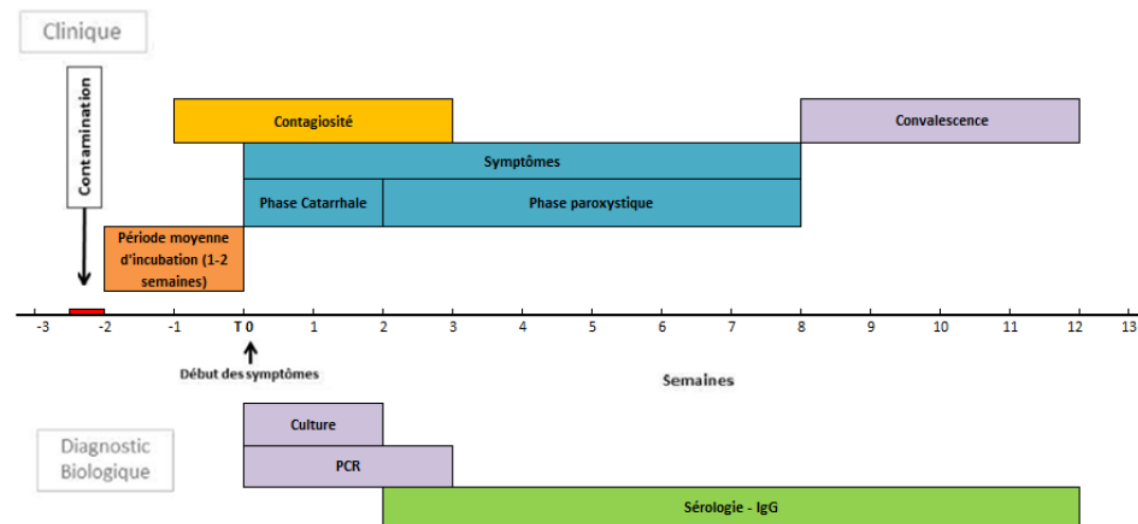 Clinique
Contamination
Contagiosité
Convalescence
Symptômes
Phase Catarrhale
Phase paroxystique
Période moyenne
d'incubation (1-2
semaines)
-3 -2 -1 T 0 1 2 3 4 5 6 7 8 9 10 11 12 13
Début des symptômes
Semaines
Culture
Diagnostic
Biologique
PCR
Sérologie - IgG